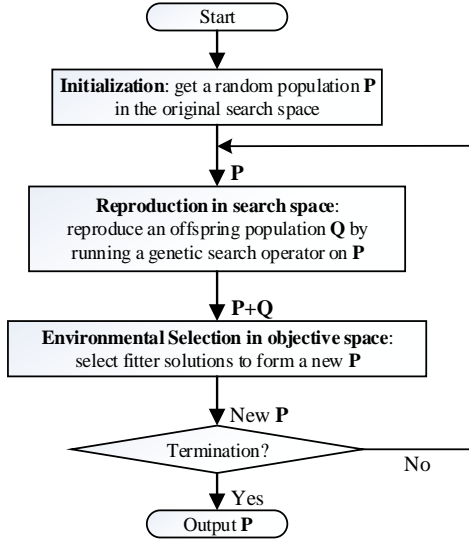 Start
Initialization: get a random population P
in the original search space
P
Reproduction in search space:
reproduce an offspring population Q by
running a genetic search operator on P
P+Q
Environmental Selection in objective space:
select fitter solutions to form a new P
New P
Termination?
No
Yes
Output P